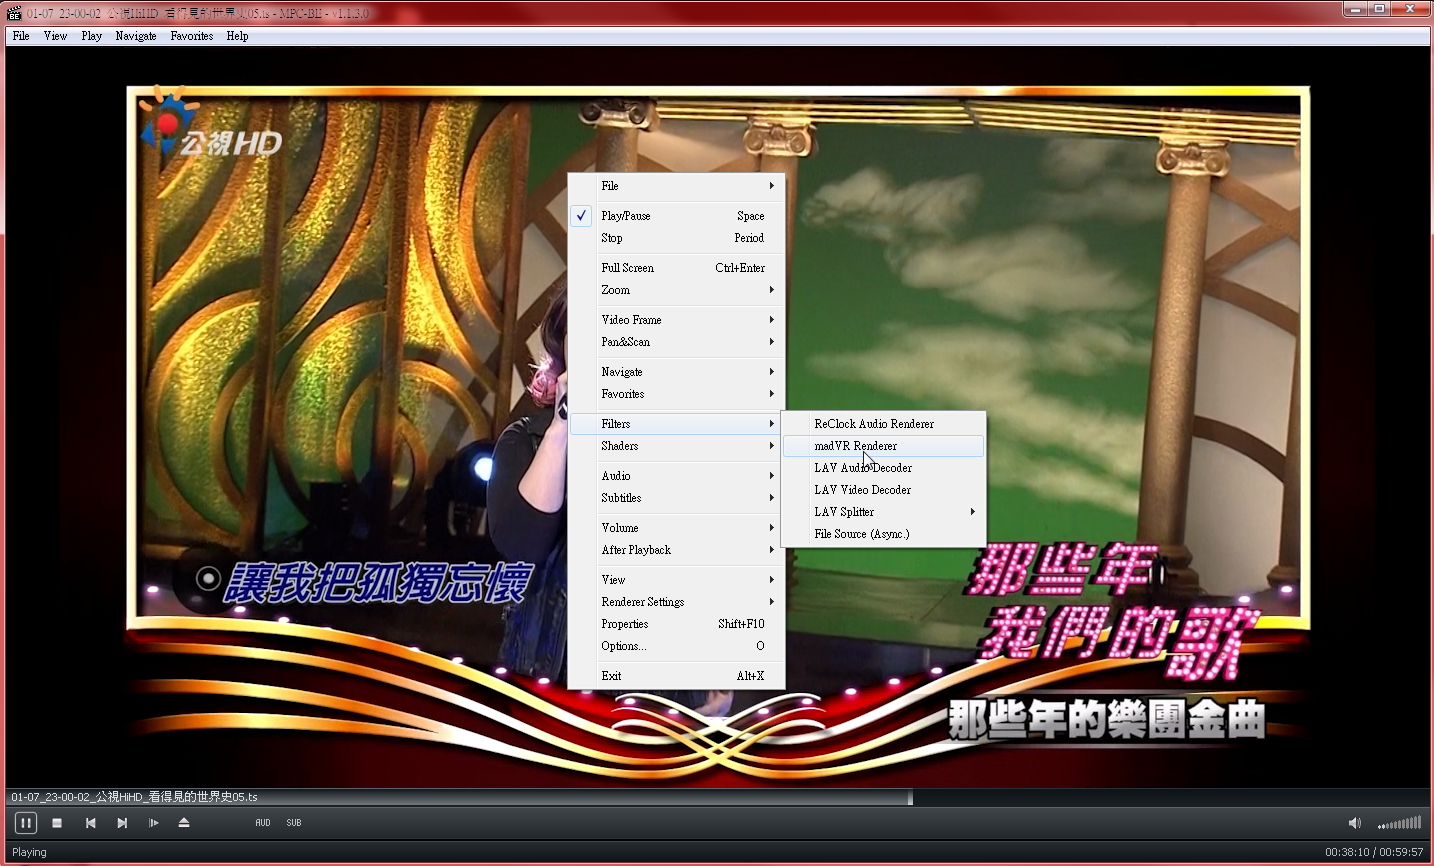 01-07_23-00-02_公視HiHD_看得見的世界史05.ts - MPC-BE - v1.1.3.0
File View Play Navigate Favorites Help
公視HD
File
Play/Pause Space
Stop Period
Full Screen Ctrl+Enter
Zoom
Video Frame
Pan&Scan
Navigate
Favorites
Filters
Shaders
Audio
Subtitles
Volume
After Playback
View
Renderer Settings
Properties Shift+F10
Options... O
Exit Alt+X
ReClock Audio Renderer
madVR Renderer
LAV Audio Decoder
LAV Video Decoder
LAV Splitter
File Source (Async.)
讓我把孤獨忘懷
那些年
我們的歌
那些年的樂團金曲
01-07_23-00-02_公視HiHD_看得見的世界史05.ts
AUD SUB
Playing 00:38:10 / 00:59:57